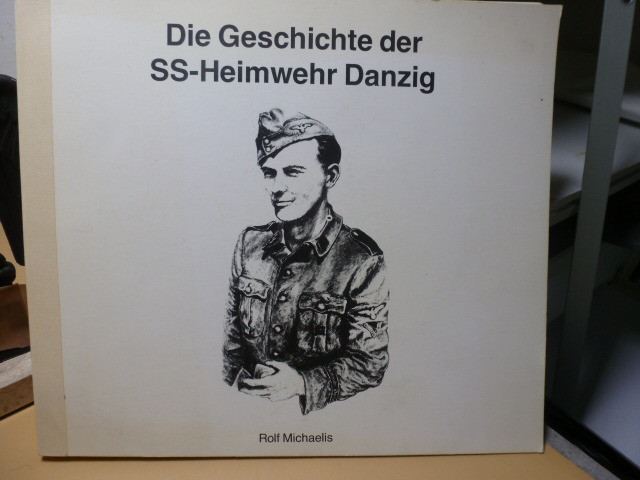 Die Geschichte der
SS-Heimwehr Danzig
Rolf Michaelis